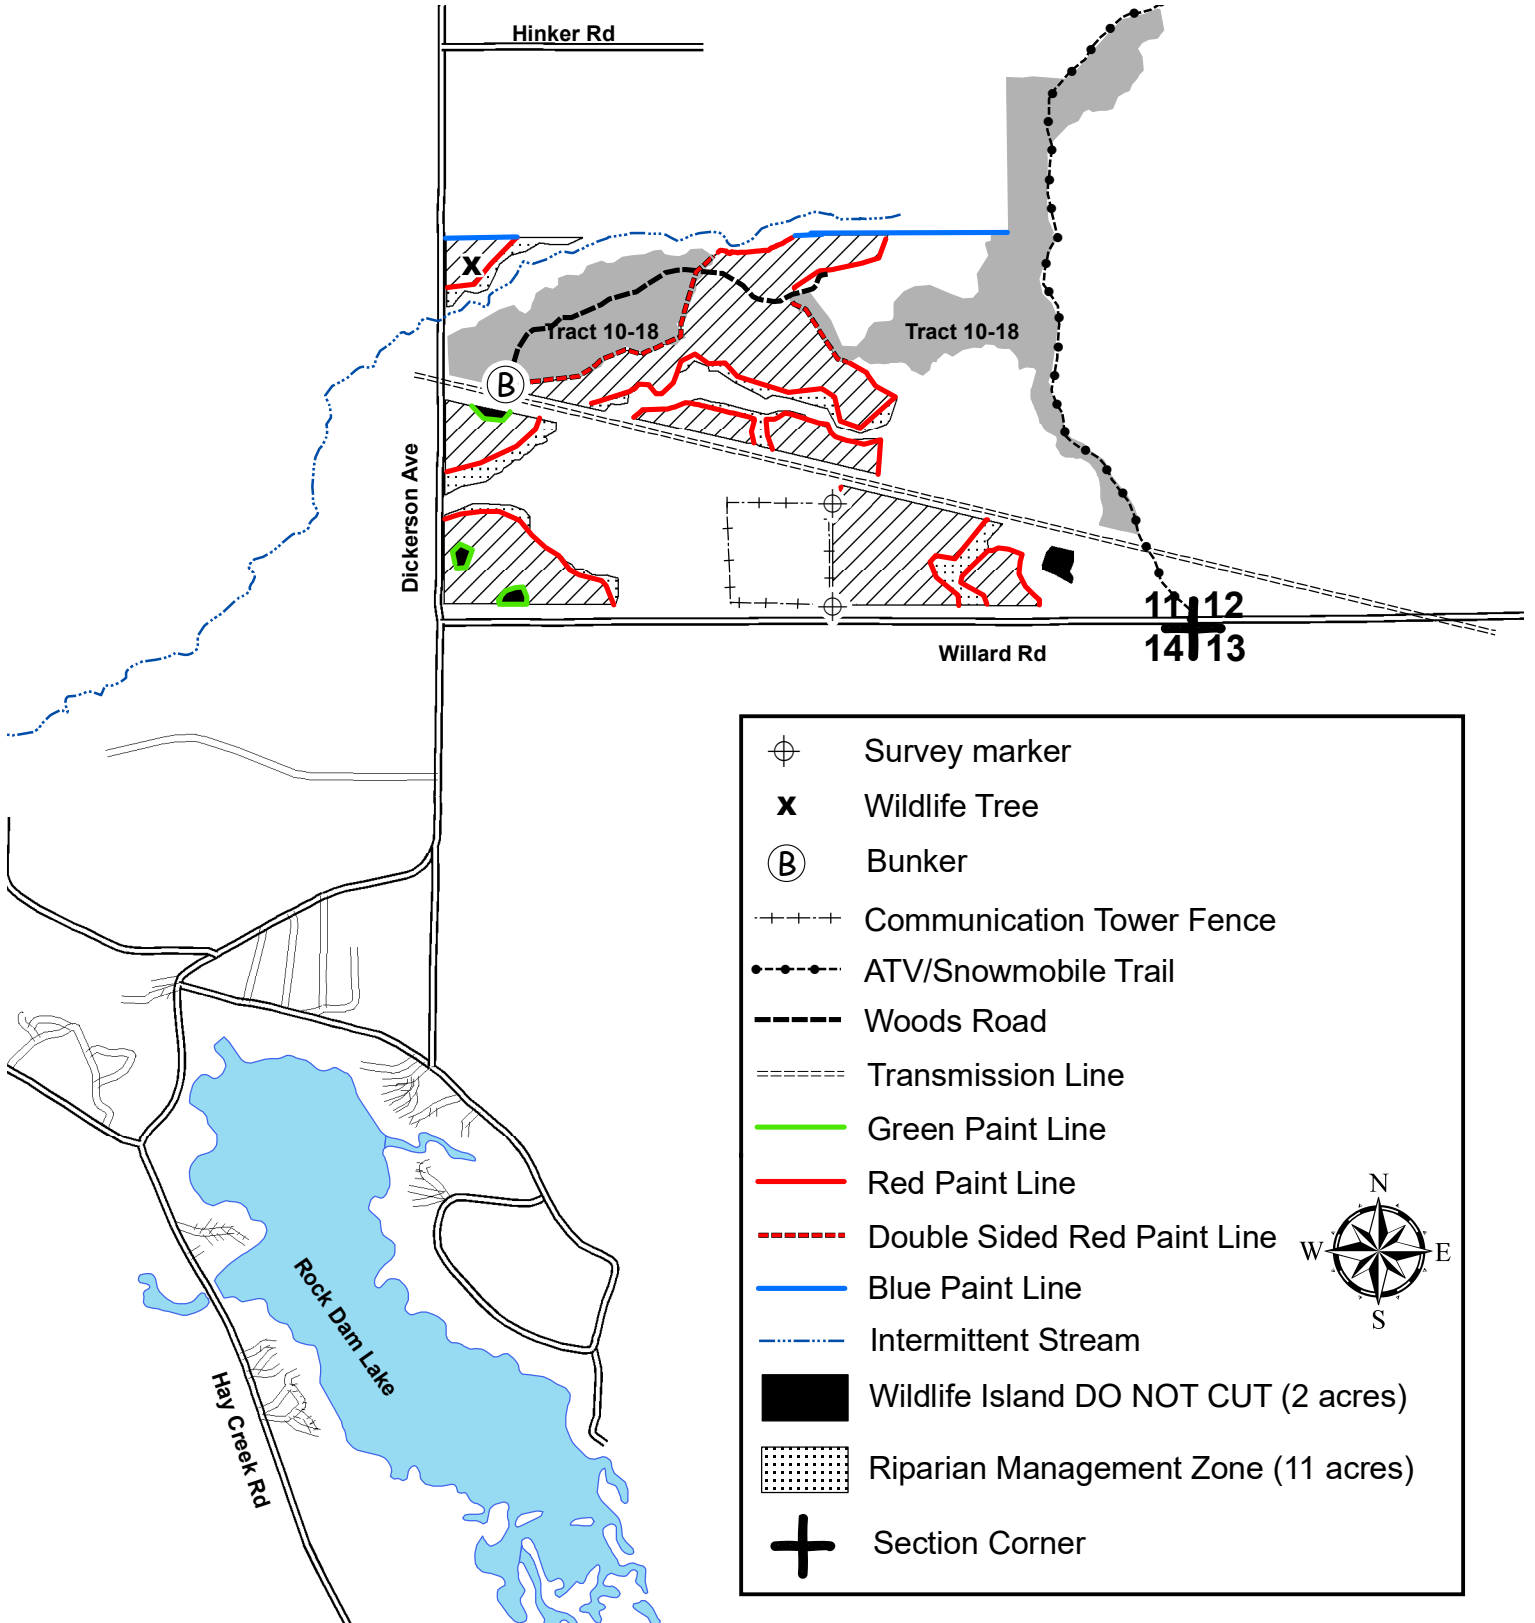 Hinker Rd
x
Tract 10-18
Tract 10-18
B
Dickerson Ave
11 12
14 13
Willard Rd
Survey marker
x Wildlife Tree
B Bunker
Communication Tower Fence
ATV/Snowmobile Trail
Woods Road
Transmission Line
Green Paint Line
Red Paint Line
Double Sided Red Paint Line
Blue Paint Line
Intermittent Stream
Wildlife Island DO NOT CUT (2 acres)
Riparian Management Zone (11 acres)
Section Corner
N
W E
S
Rock Dam Lake
Hay Creek Rd